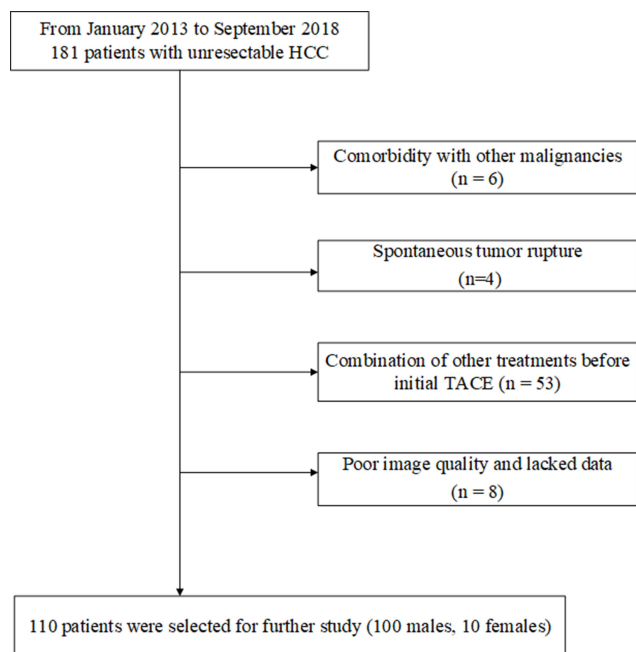 From January 2013 to September 2018
181 patients with unresectable HCC
Comorbidity with other malignancies
(n = 6)
Spontaneous tumor rupture
(n=4)
Combination of other treatments before
initial TACE (n = 53)
Poor image quality and lacked data
(n = 8)
110 patients were selected for further study (100 males, 10 females)